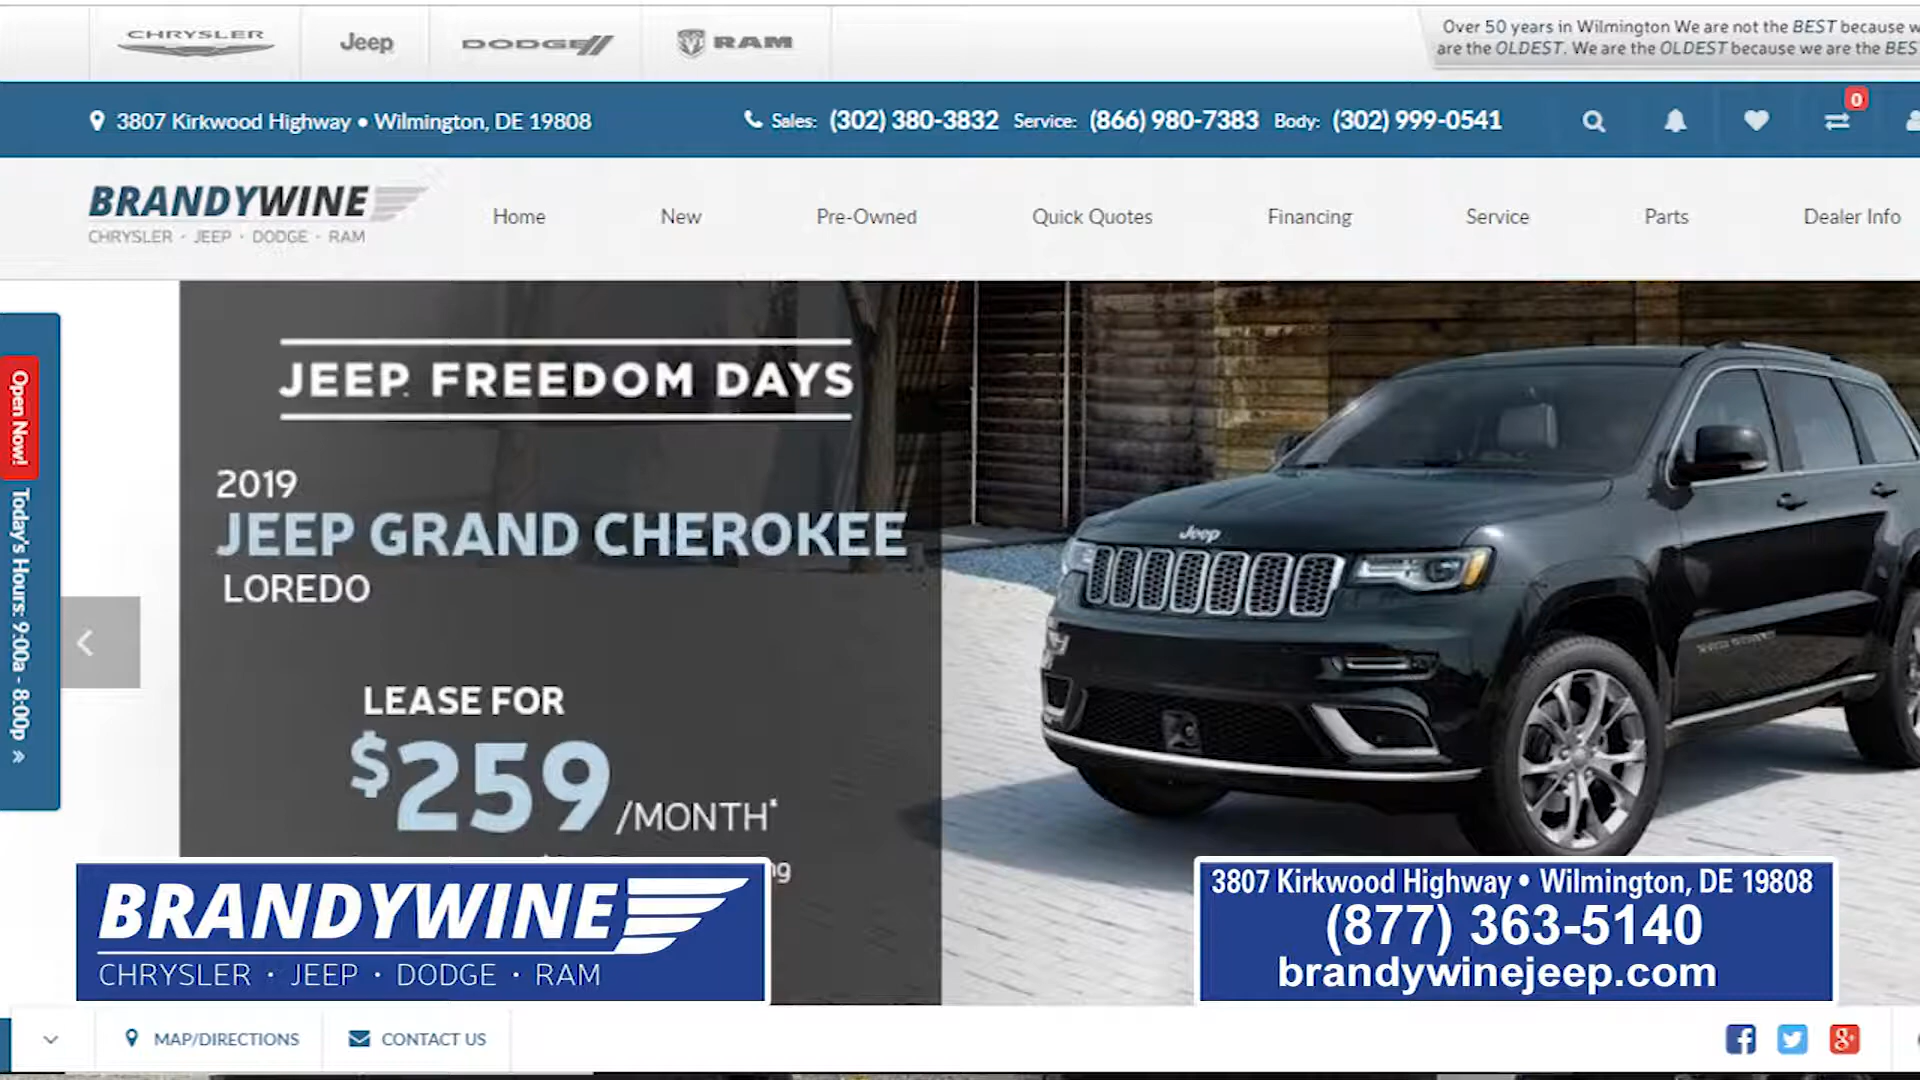 CHRYSLER
Jeep
DODGE
RAM
Over 50 years in Wilmington We are not the BEST because
are the OLDEST. We are the OLDEST because we are the
3807 Kirkwood Highway • Wilmington, DE 19808
Sales: (302) 380-3832 Service: (866) 980-7383 Body: (302) 999-0541
0
BRANDYWINE
CHRYSLER · JEEP · DODGE · RAM
Home New Pre-Owned Quick Quotes Financing Service Parts Dealer Info
Open Now! Today's Hours: 9:00a - 8:00p
JEEP FREEDOM DAYS
2019
JEEP GRAND CHEROKEE
LOREDO
LEASE FOR
$259 /MONTH*
Jeep
BRANDYWINE
CHRYSLER · JEEP · DODGE · RAM
3807 Kirkwood Highway • Wilmington, DE 19808
(877) 363-5140
brandywinejeep.com
MAP/DIRECTIONS
CONTACT US